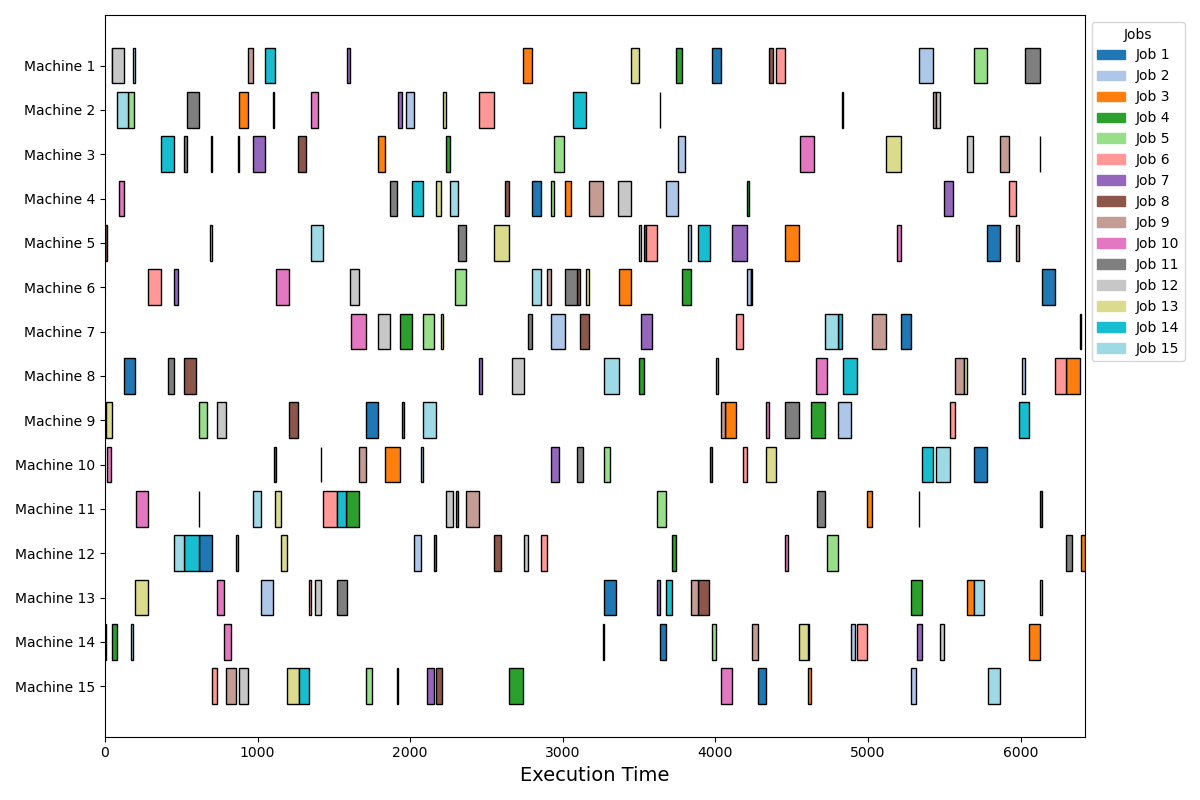 Machine 1
Machine 2
Machine 3
Machine 4
Machine 5
Machine 6
Machine 7
Machine 8
Machine 9
Machine 10
Machine 11
Machine 12
Machine 13
Machine 14
Machine 15
0 1000 2000 3000 4000 5000 6000
Execution Time
Jobs
Job 1
Job 2
Job 3
Job 4
Job 5
Job 6
Job 7
Job 8
Job 9
Job 10
Job 11
Job 12
Job 13
Job 14
Job 15